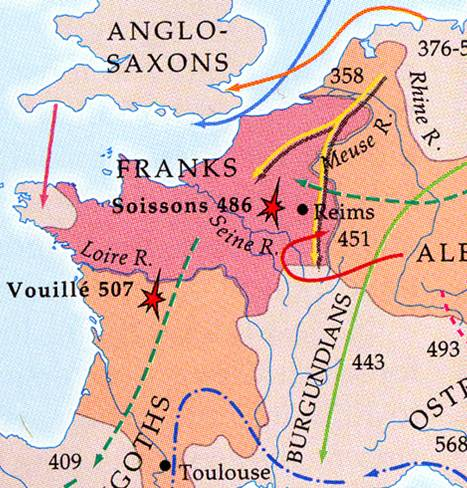 ANGLO-
SAXONS
376-5
358
Rhine R.
Meuse R.
FRANKS
Soissons 486
Reims
Seine R.
451
Loire R.
ALE
Vouillé 507
BURGUNDIANS
493
443
OSTR
GOTHS
568
409
Toulouse